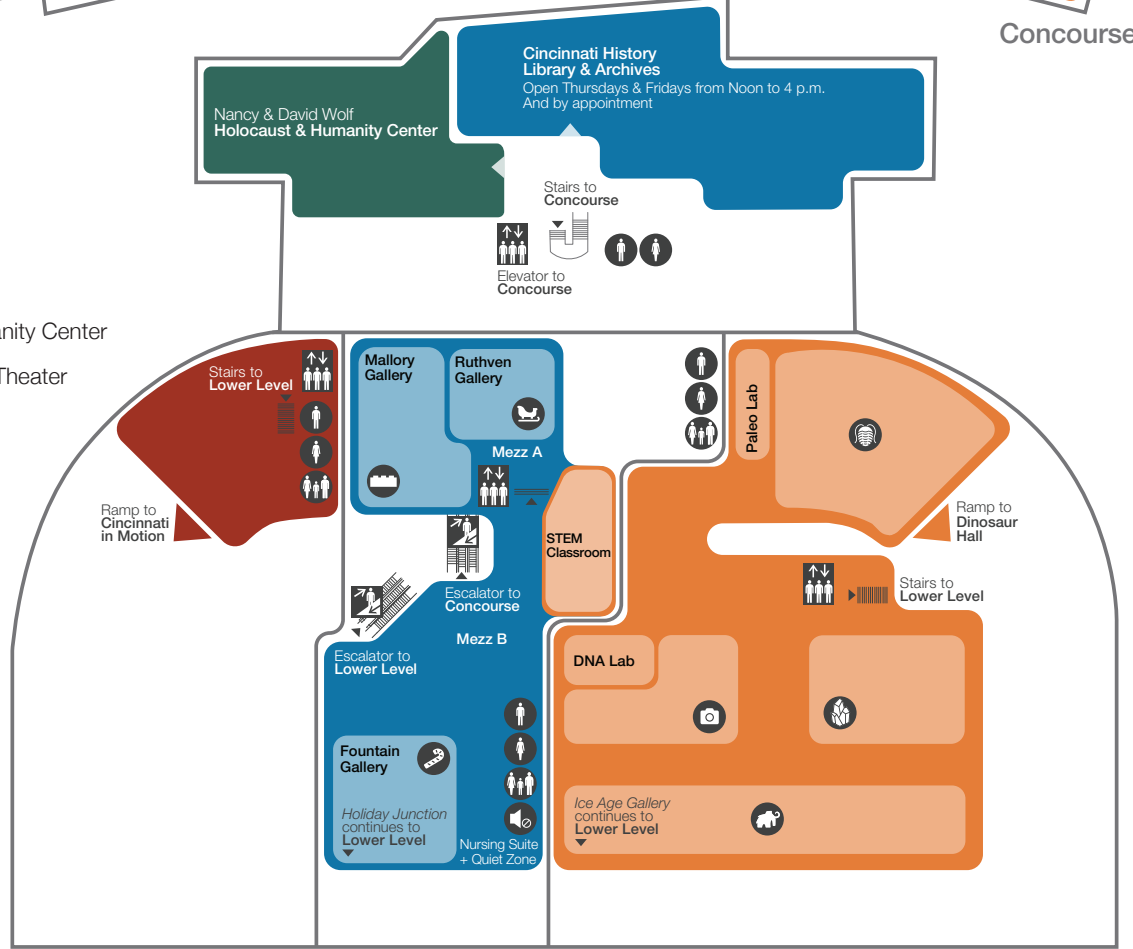 Concourse
Cincinnati History
Library & Archives
Open Thursdays & Fridays from Noon to 4 p.m.
And by appointment
Nancy & David Wolf
Holocaust & Humanity Center
Stairs to
Concourse
Elevator to
Concourse
anity Center
Theater
Stairs to
Lower Level
Ramp to
Cincinnati
in Motion
Mallory
Gallery
Ruthven
Gallery
Mezz A
STEM
Classroom
Escalator to
Concourse
Mezz B
Escalator to
Lower Level
Fountain
Gallery
Holiday Junction
continues to
Lower Level
Nursing Suite
+ Quiet Zone
Paleo Lab
Ramp to
Dinosaur
Hall
Stairs to
Lower Level
DNA Lab
Ice Age Gallery
continues to
Lower Level